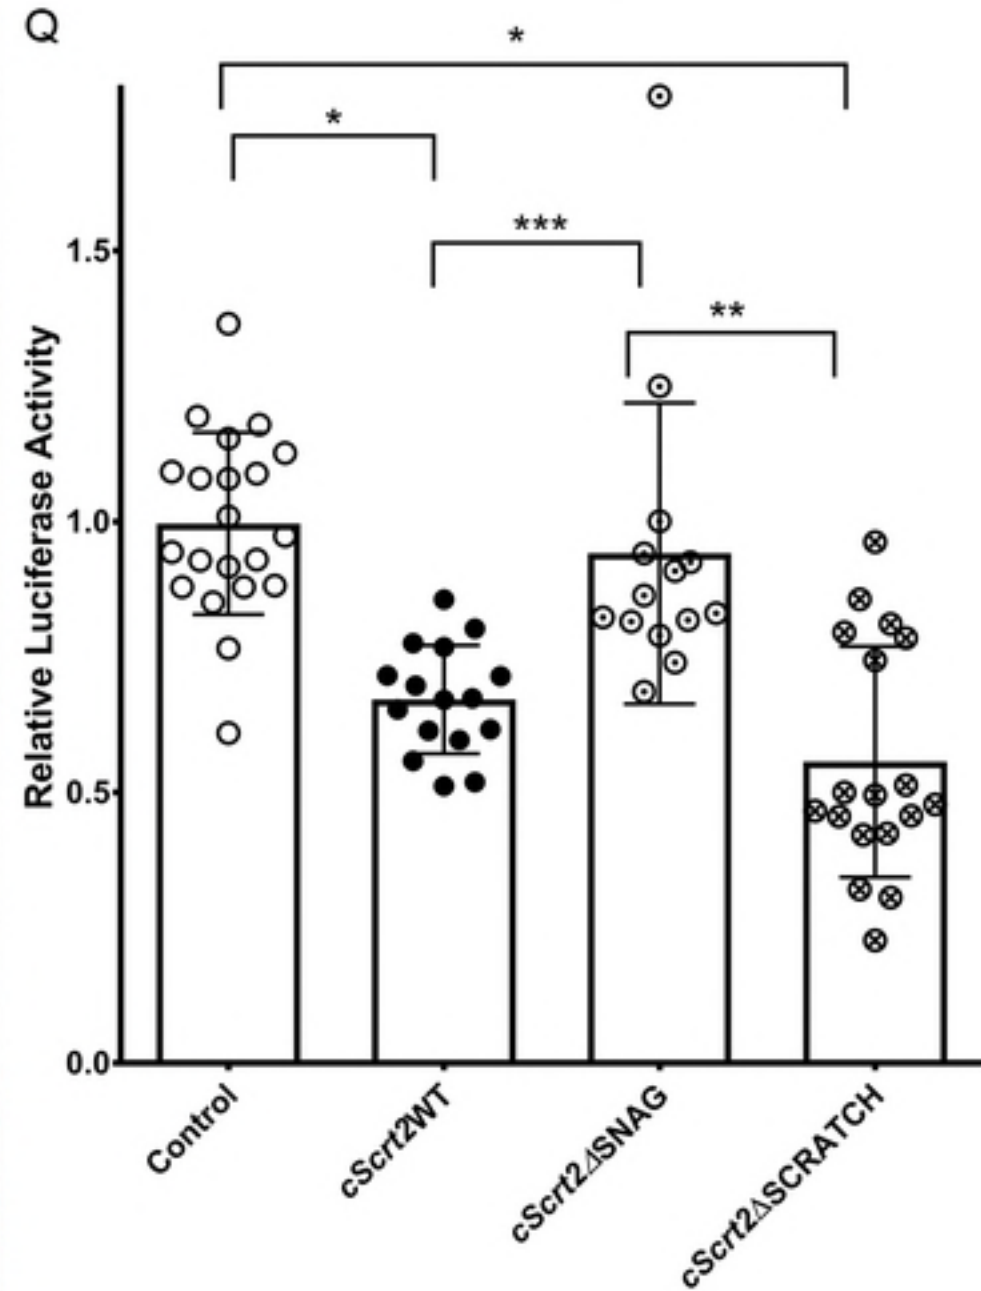 Q
*
*
***
1.5
**
Relative Luciferase Activity
1.0
0.5
0.0
Control
cScrt2WT
cScrt2ΔSNAG
cScrt2ΔSCRATCH